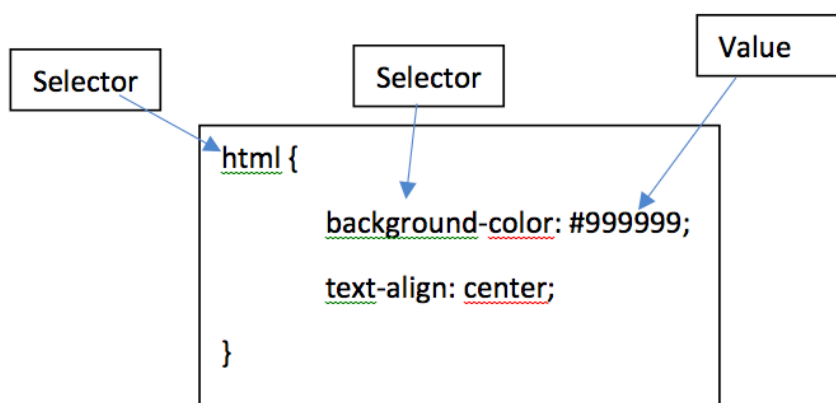 Selector
Selector
Value
html {
background-color: #999999;
text-align: center;
}